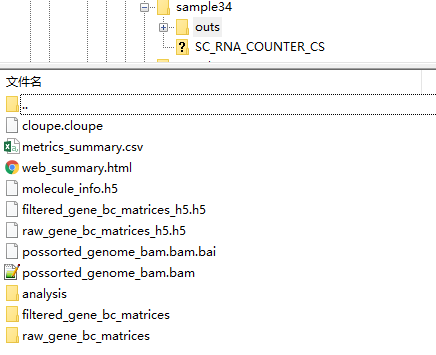 sample34
outs
SC_RNA_COUNTER_CS
文件名
..
cloupe.cloupe
metrics_summary.csv
web_summary.html
molecule_info.h5
filtered_gene_bc_matrices_h5.h5
raw_gene_bc_matrices_h5.h5
possorted_genome_bam.bam.bai
possorted_genome_bam.bam
analysis
filtered_gene_bc_matrices
raw_gene_bc_matrices